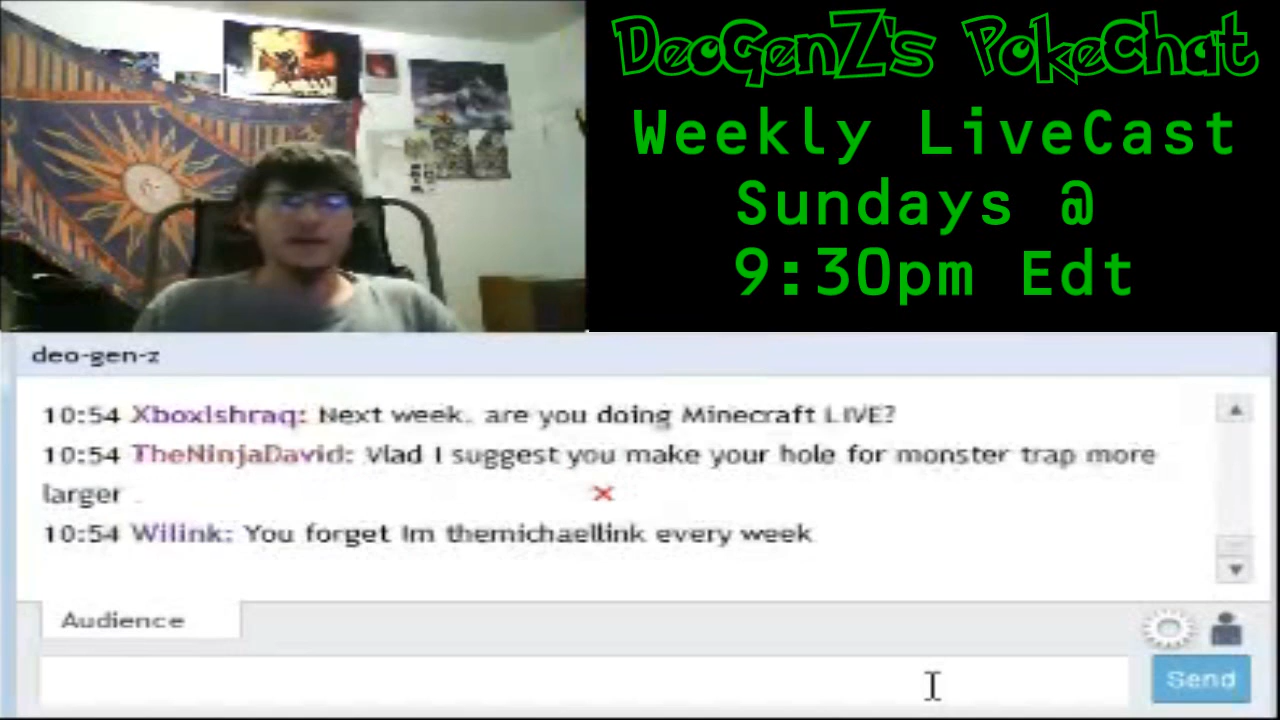 DeoGenZ's PokeChat
Weekly LiveCast
Sundays @
9:30pm Edt
deo-gen-z
10:54 XboxIshraq: Next week. are you doing Minecraft LIVE?
10:54 TheNinjaDavid: Vlad I suggest you make your hole for monster trap more
larger
10:54 Wilink: You forget Im themichaellink every week
Audience
Send